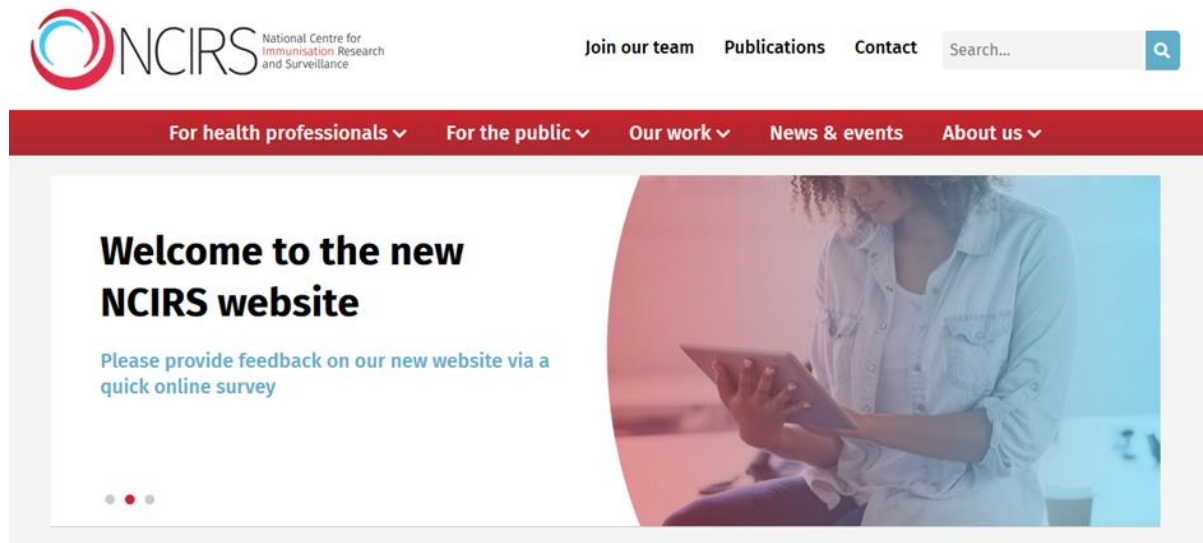 NCIRS
National Centre for
Immunisation Research
and Surveillance
Join our team Publications Contact Search...
For health professionals For the public Our work News & events About us
Welcome to the new
NCIRS website
Please provide feedback on our new website via a
quick online survey